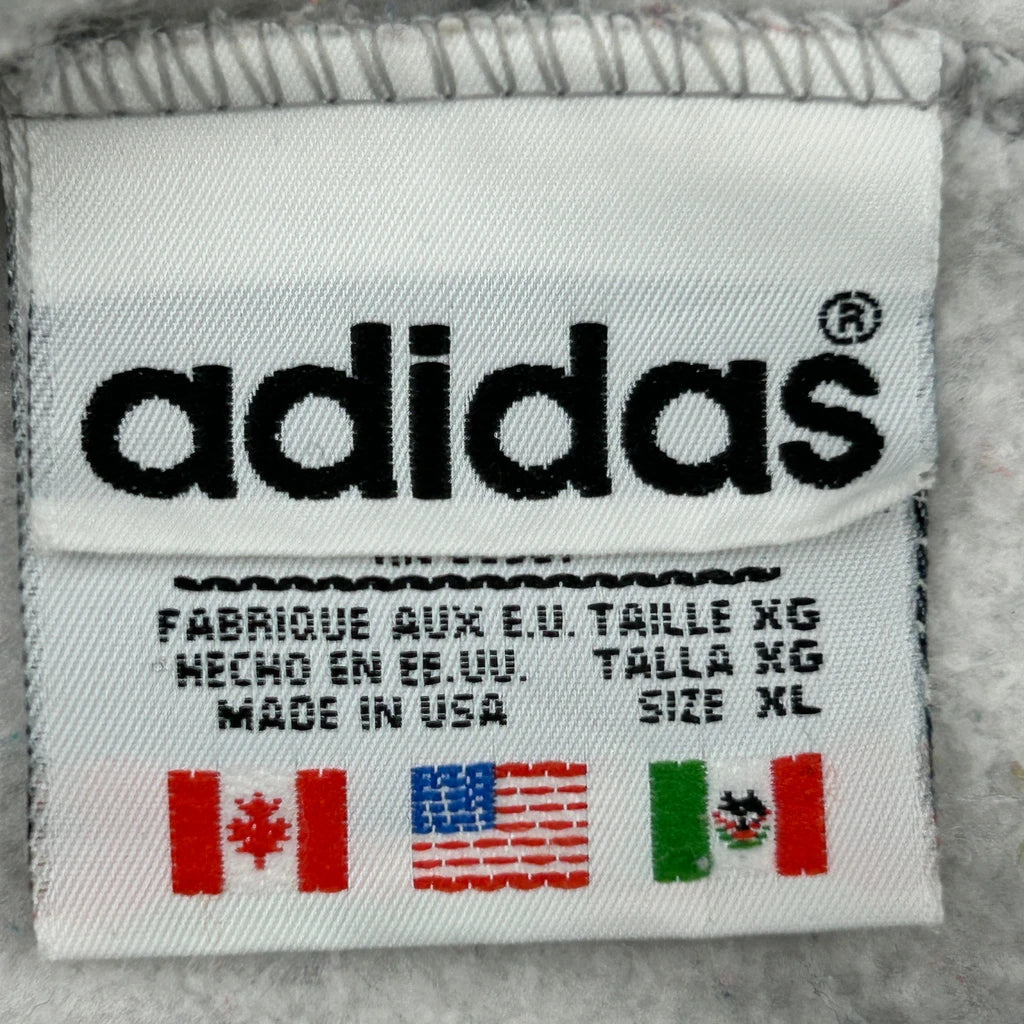 adidas®
FABRIQUE AUX E.U. TAILLE XG
HECHO EN EE.UU. TALLA XG
MADE IN USA SIZE XL